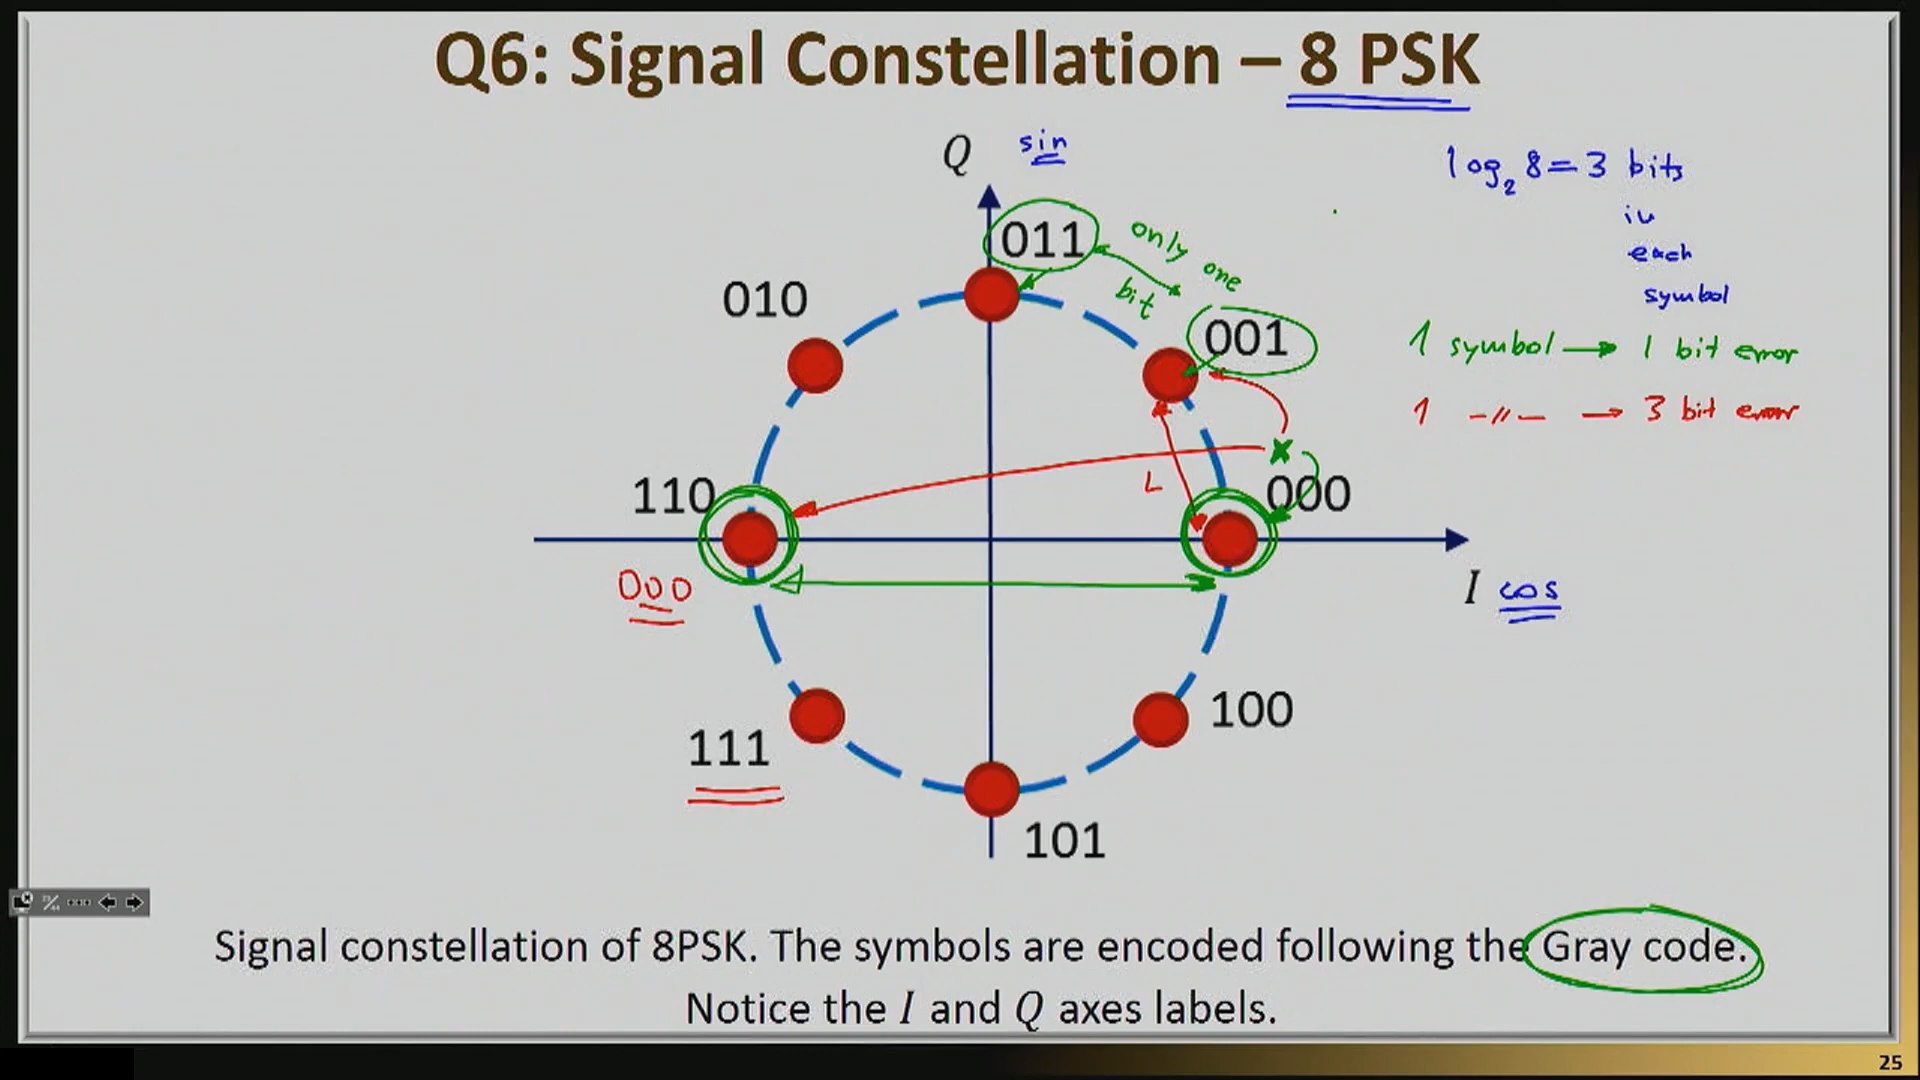 Q6: Signal Constellation – 8 PSK
Q sin
log₂ 8 = 3 bits
in
each
symbol
011
only one
bit
010
001
1 symbol → 1 bit error
1 -//- → 3 bit error
L
110
000
000
I cos
111
100
101
Signal constellation of 8PSK. The symbols are encoded following the Gray code.
Notice the I and Q axes labels.
25